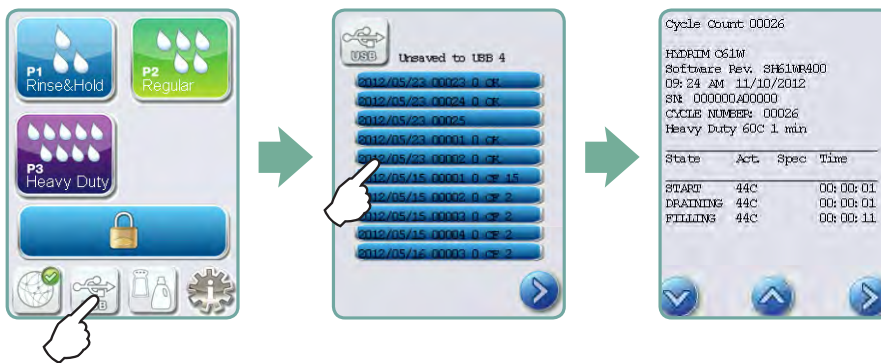 P1
Rinse&Hold
P2
Regular
P3
Heavy Duty
USB
Unsaved to USB 4
2012/05/23 00023 0 OK
2012/05/23 00024 0 OK
2012/05/23 00025
2012/05/23 00001 0 OK
2012/05/23 00002 0 OK
2012/05/15 00001 0 CF 15
2012/05/15 00002 0 CF 2
2012/05/15 00003 0 CF 2
2012/05/15 00004 0 CF 2
2012/05/16 00003 0 CF 2
Cycle Count 00026
HYDRIM C61W
Software Rev. SH61WR400
09:24 AM 11/10/2012
SN: 000000A00000
CYCLE NUMBER: 00026
Heavy Duty 60C 1 min
State Act. Spec Time
START 44C 00:00:01
DRAINING 44C 00:00:01
FILLING 44C 00:00:11